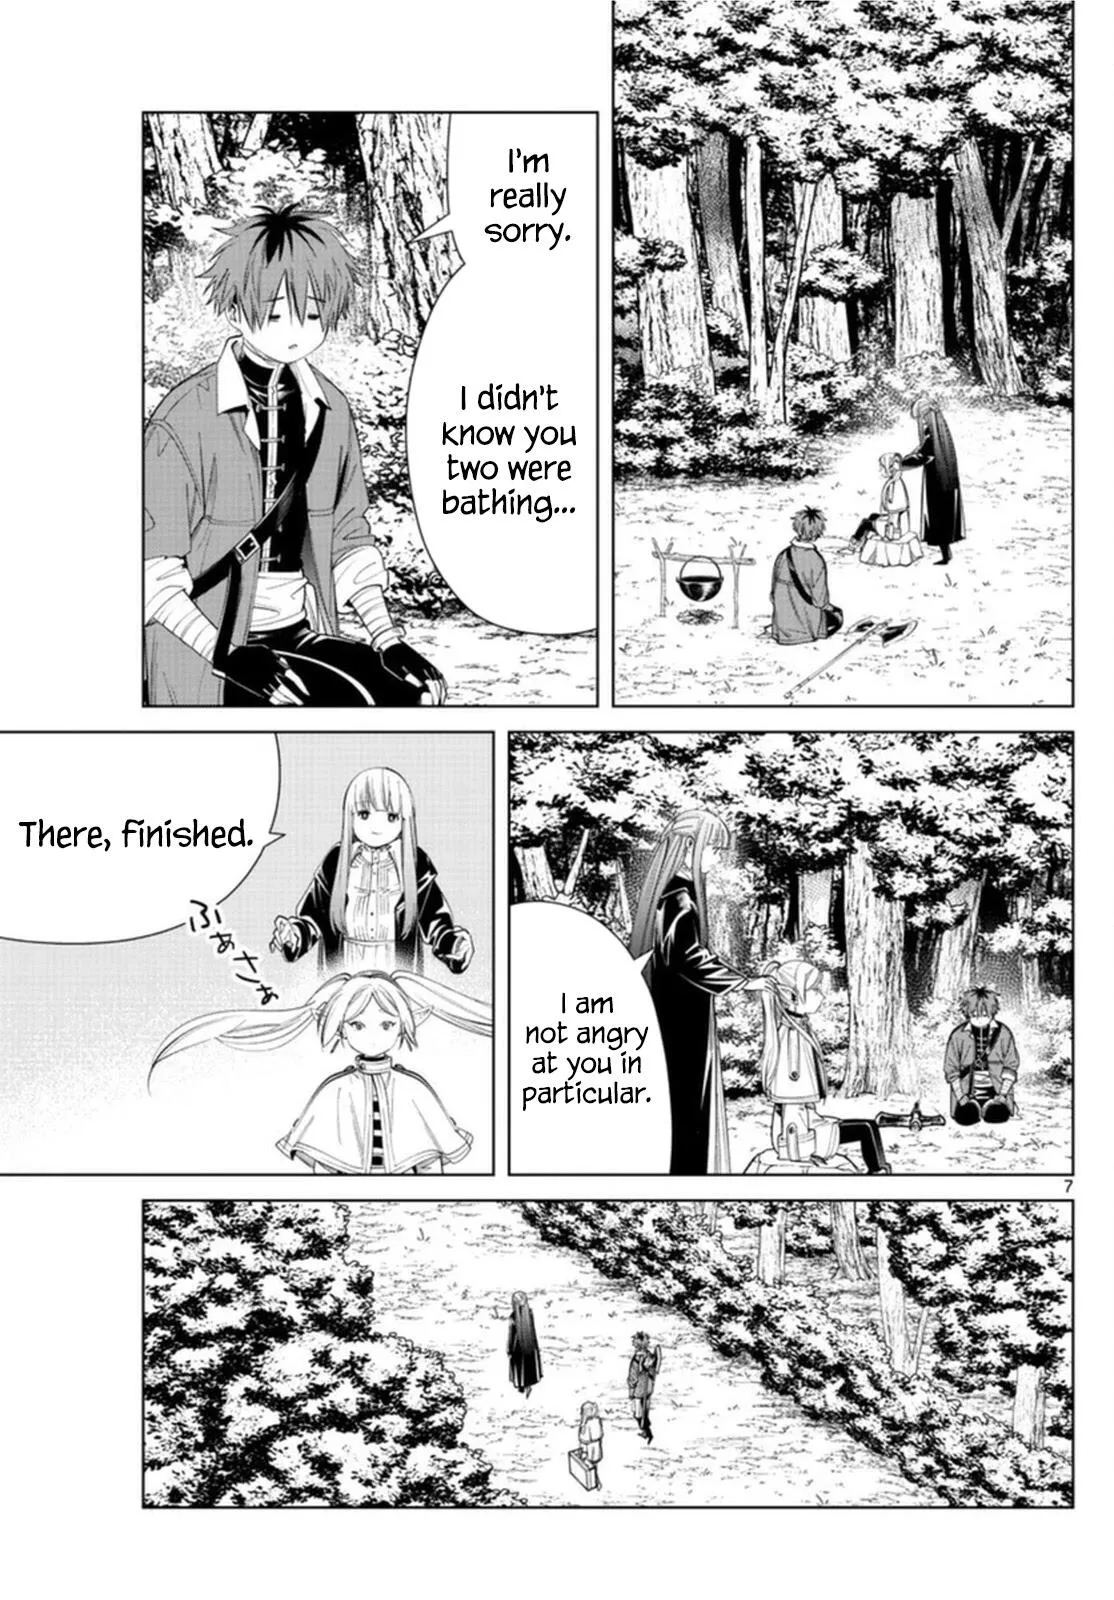 I'm
really
sorry.
I didn't
know you
two were
bathing...
I am
not angry
at you in
particular.
There, finished.
ふぁさぁ
7